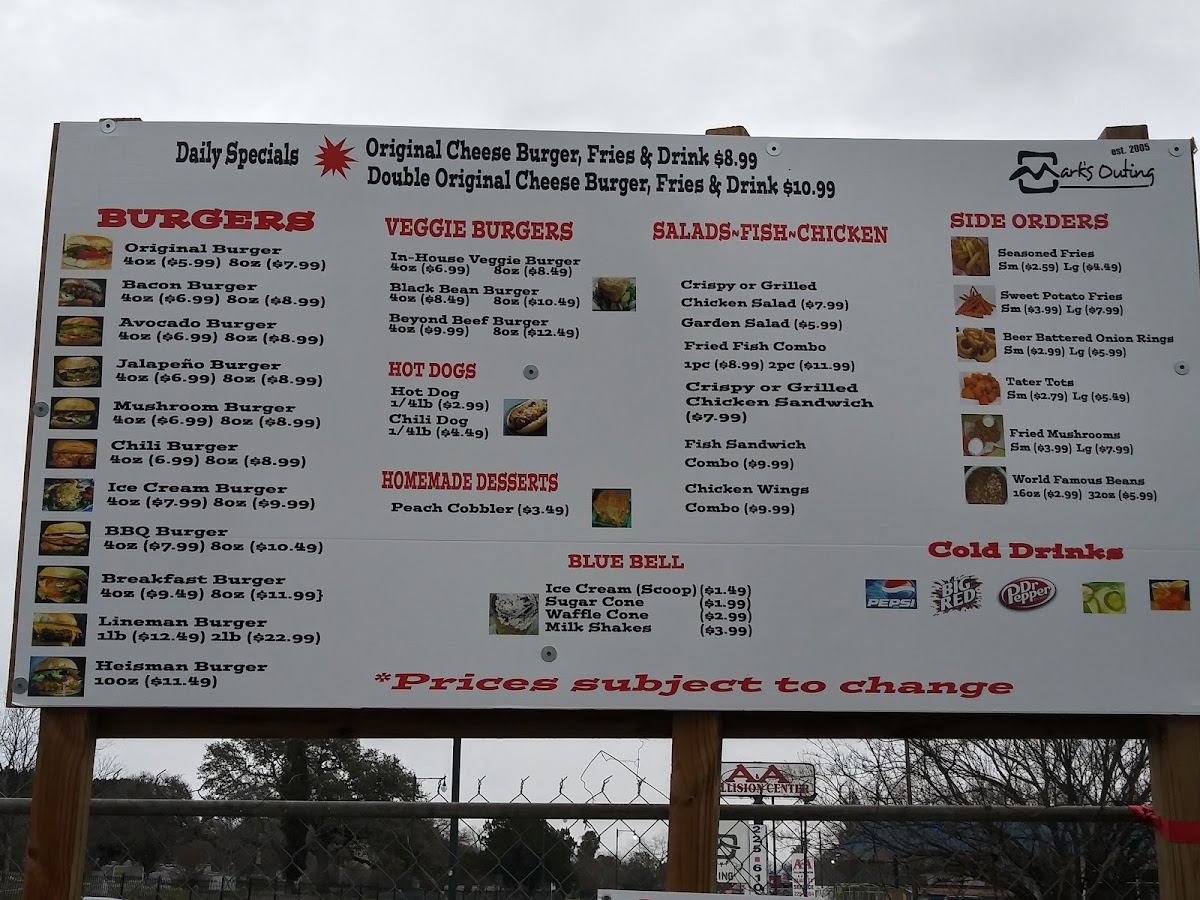 Daily Specials
Original Cheese Burger, Fries & Drink $8.99
Double Original Cheese Burger, Fries & Drink $10.99
est. 2005
Mark's Outing
BURGERS
Original Burger
4oz ($5.99) 8oz ($7.99)
Bacon Burger
4oz ($6.99) 8oz ($8.99)
Avocado Burger
4oz ($6.99) 8oz ($8.99)
Jalapeño Burger
4oz ($6.99) 8oz ($8.99)
Mushroom Burger
4oz ($6.99) 8oz ($8.99)
Chili Burger
4oz (6.99) 8oz ($8.99)
Ice Cream Burger
4oz ($7.99) 8oz ($9.99)
BBQ Burger
4oz ($7.99) 8oz ($10.49)
Breakfast Burger
4oz ($9.49) 8oz ($11.99}
Lineman Burger
1lb ($12.49) 2lb ($22.99)
Heisman Burger
10oz ($11.49)
VEGGIE BURGERS
In-House Veggie Burger
4oz ($6.99) 8oz ($8.49)
Black Bean Burger
4oz ($8.49) 8oz ($10.49)
Beyond Beef Burger
4oz ($9.99) 8oz ($12.49)
HOT DOGS
Hot Dog
1/4lb ($2.99)
Chili Dog
1/4lb ($4.49)
HOMEMADE DESSERTS
Peach Cobbler ($3.49)
BLUE BELL
Ice Cream (Scoop) ($1.49)
Sugar Cone ($1.99)
Waffle Cone ($2.99)
Milk Shakes ($3.99)
SALADS~FISH~CHICKEN
Crispy or Grilled
Chicken Salad ($7.99)
Garden Salad ($5.99)
Fried Fish Combo
1pc ($8.99) 2pc ($11.99)
Crispy or Grilled
Chicken Sandwich
($7.99)
Fish Sandwich
Combo ($9.99)
Chicken Wings
Combo ($9.99)
SIDE ORDERS
Seasoned Fries
Sm ($2.59) Lg ($4.49)
Sweet Potato Fries
Sm ($3.99) Lg ($7.99)
Beer Battered Onion Rings
Sm ($2.99) Lg ($5.99)
Tater Tots
Sm ($2.79) Lg ($5.49)
Fried Mushrooms
Sm ($3.99) Lg ($7.99)
World Famous Beans
16oz ($2.99) 32oz ($5.99)
Cold Drinks
PEPSI
BIG RED
Dr Pepper
*Prices subject to change
A&A
LLISION CENTER
225 610
ING
A&A